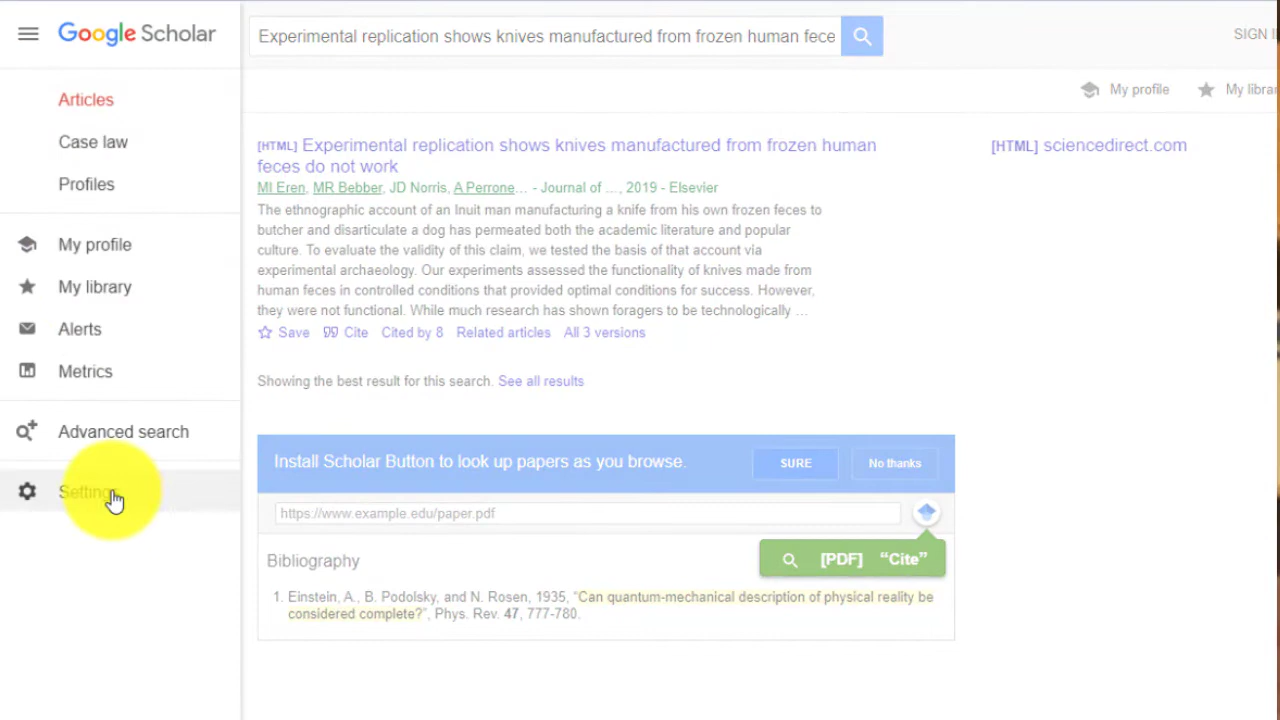 Google Scholar
Experimental replication shows knives manufactured from frozen human fece
SIGN
Articles
Case law
Profiles
My profile
My library
Alerts
Metrics
Advanced search
Settings
My profile
My librar
[HTML] Experimental replication shows knives manufactured from frozen human
feces do not work
[HTML] sciencedirect.com
MI Eren, MR Bebber, JD Norris, A Perrone… - Journal of …, 2019 - Elsevier
The ethnographic account of an Inuit man manufacturing a knife from his own frozen feces to
butcher and disarticulate a dog has permeated both the academic literature and popular
culture. To evaluate the validity of this claim, we tested the basis of that account via
experimental archaeology. Our experiments assessed the functionality of knives made from
human feces in controlled conditions that provided optimal conditions for success. However,
they were not functional. While much research has shown foragers to be technologically …
Save Cite Cited by 8 Related articles All 3 versions
Showing the best result for this search. See all results
Install Scholar Button to look up papers as you browse.
SURE
No thanks
https://www.example.edu/paper.pdf
[PDF] “Cite”
Bibliography
1. Einstein, A., B. Podolsky, and N. Rosen, 1935, “Can quantum-mechanical description of physical reality be
considered complete?”, Phys. Rev. 47, 777-780.